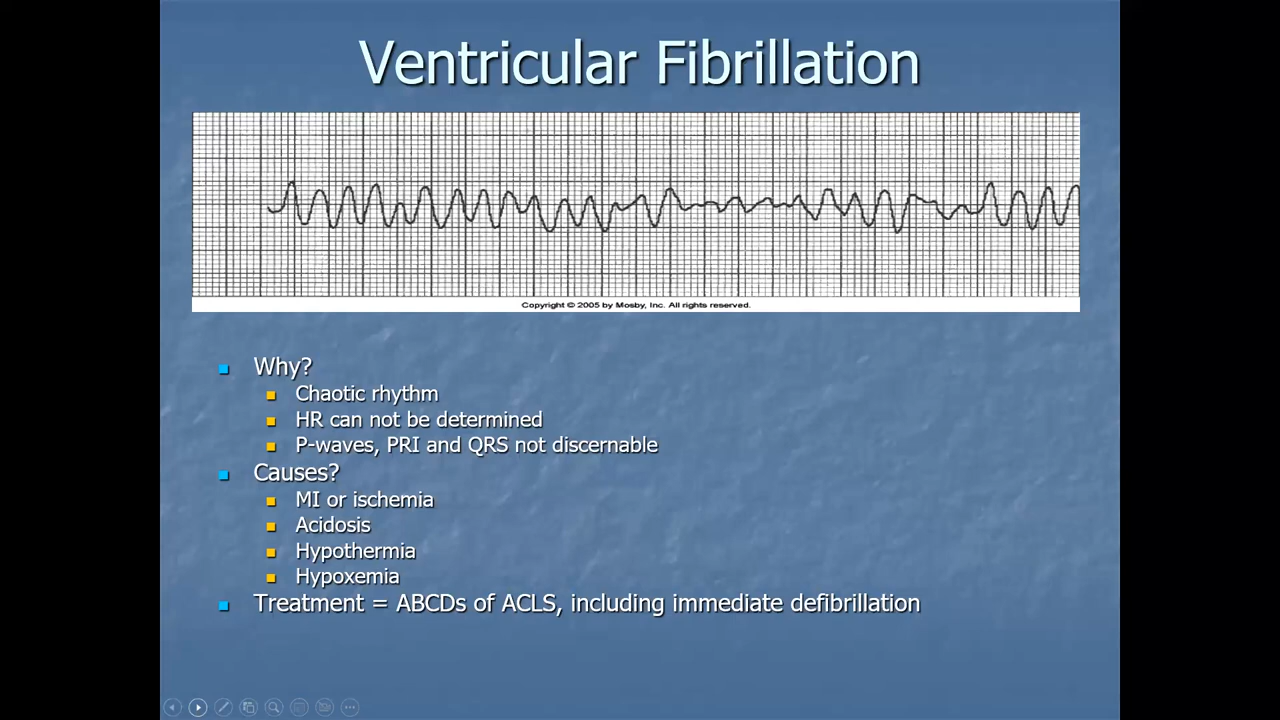 Ventricular Fibrillation
Copyright © 2005 by Mosby, Inc. All rights reserved.
Why?
Chaotic rhythm
HR can not be determined
P-waves, PRI and QRS not discernable
Causes?
MI or ischemia
Acidosis
Hypothermia
Hypoxemia
Treatment = ABCDs of ACLS, including immediate defibrillation